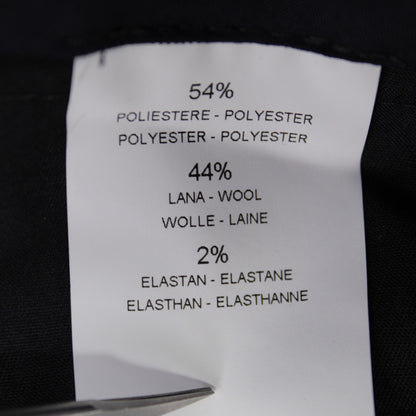 54%
POLIESTERE - POLYESTER
POLYESTER - POLYESTER
44%
LANA - WOOL
WOLLE - LAINE
2%
ELASTAN - ELASTANE
ELASTHAN - ELASTHANNE